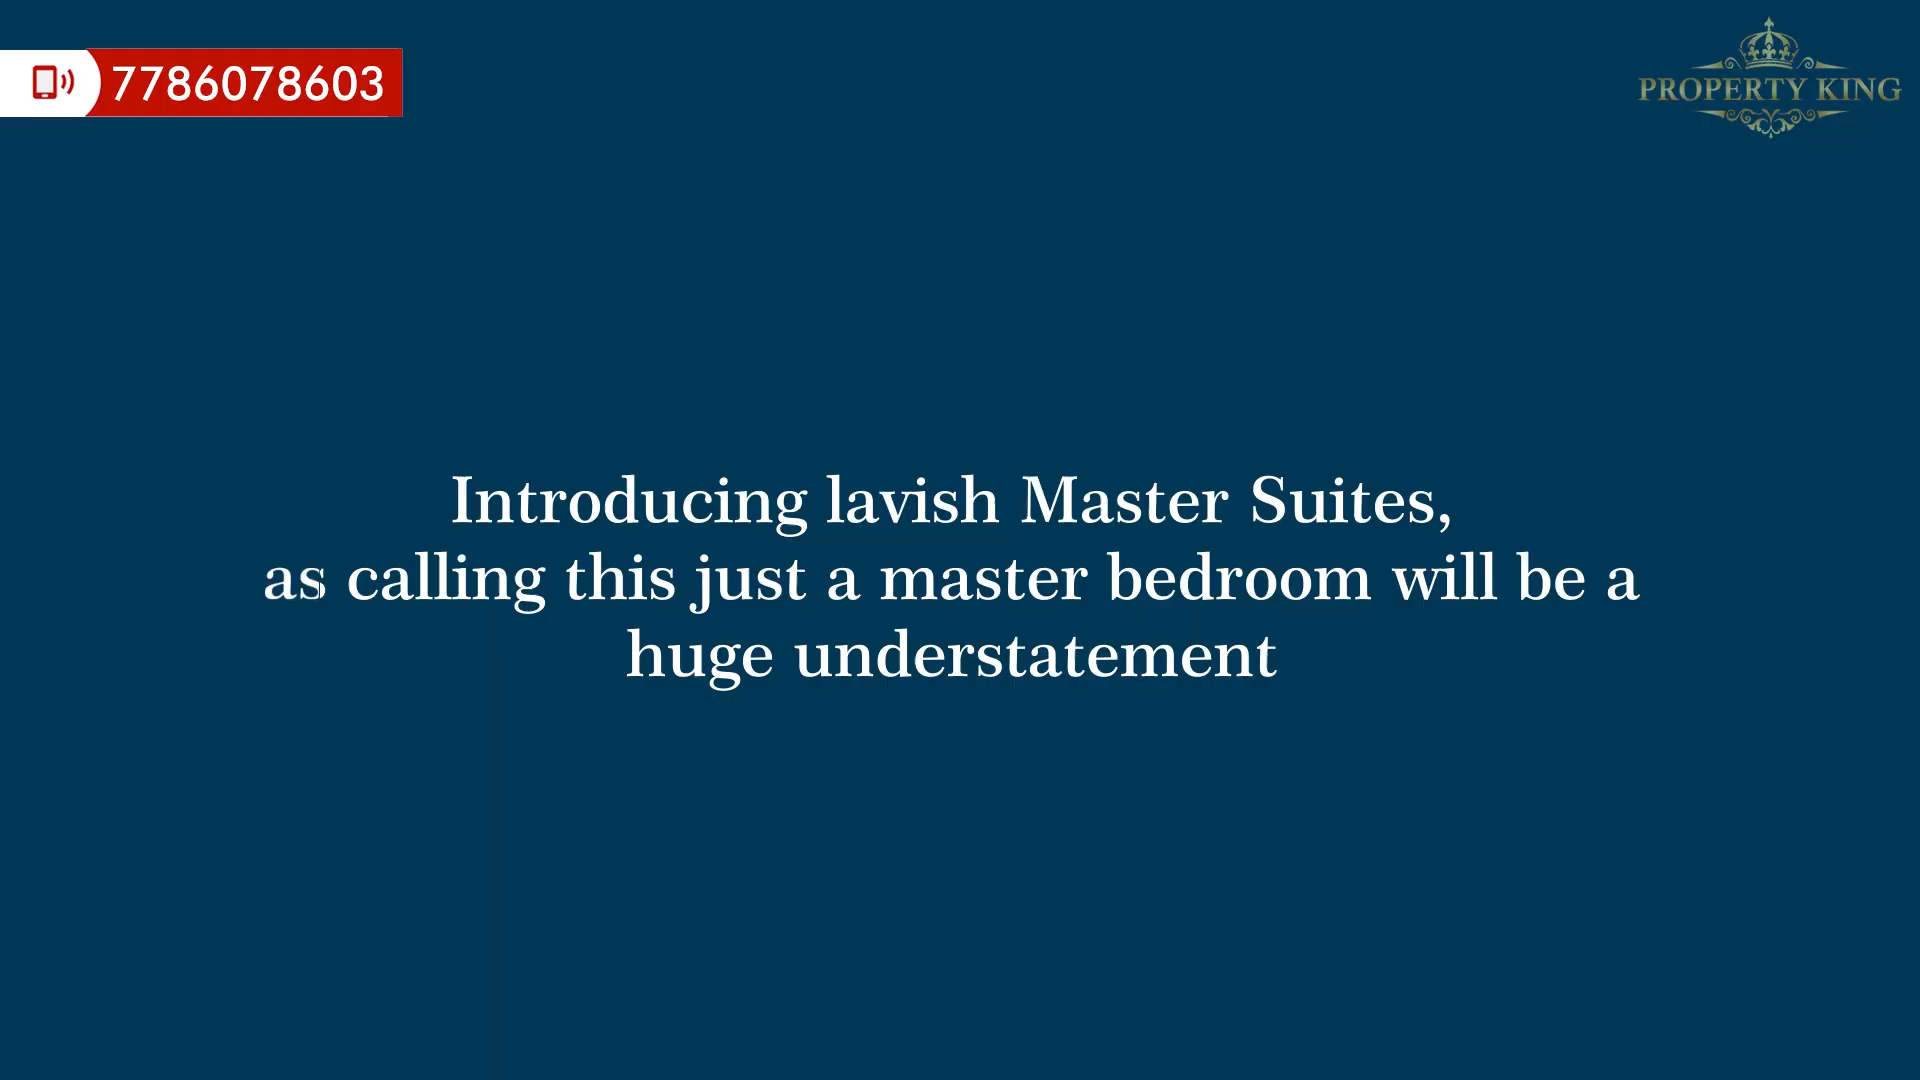 7786078603
PROPERTY KING
Introducing lavish Master Suites,
as calling this just a master bedroom will be a
huge understatement